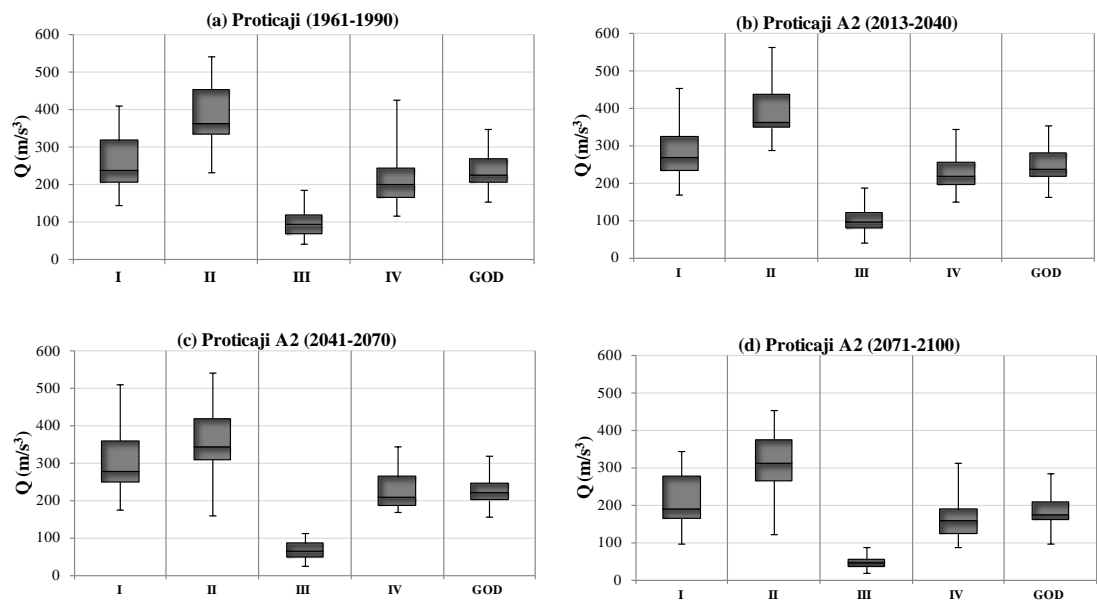 (a) Proticaji (1961-1990)
600
500
400
300
200
100
0
Q (m/s³)
I II III IV GOD
(b) Proticaji A2 (2013-2040)
600
500
400
300
200
100
0
Q (m/s³)
I II III IV GOD
(c) Proticaji A2 (2041-2070)
600
500
400
300
200
100
0
Q (m/s³)
I II III IV GOD
(d) Proticaji A2 (2071-2100)
600
500
400
300
200
100
0
Q (m/s³)
I II III IV GOD